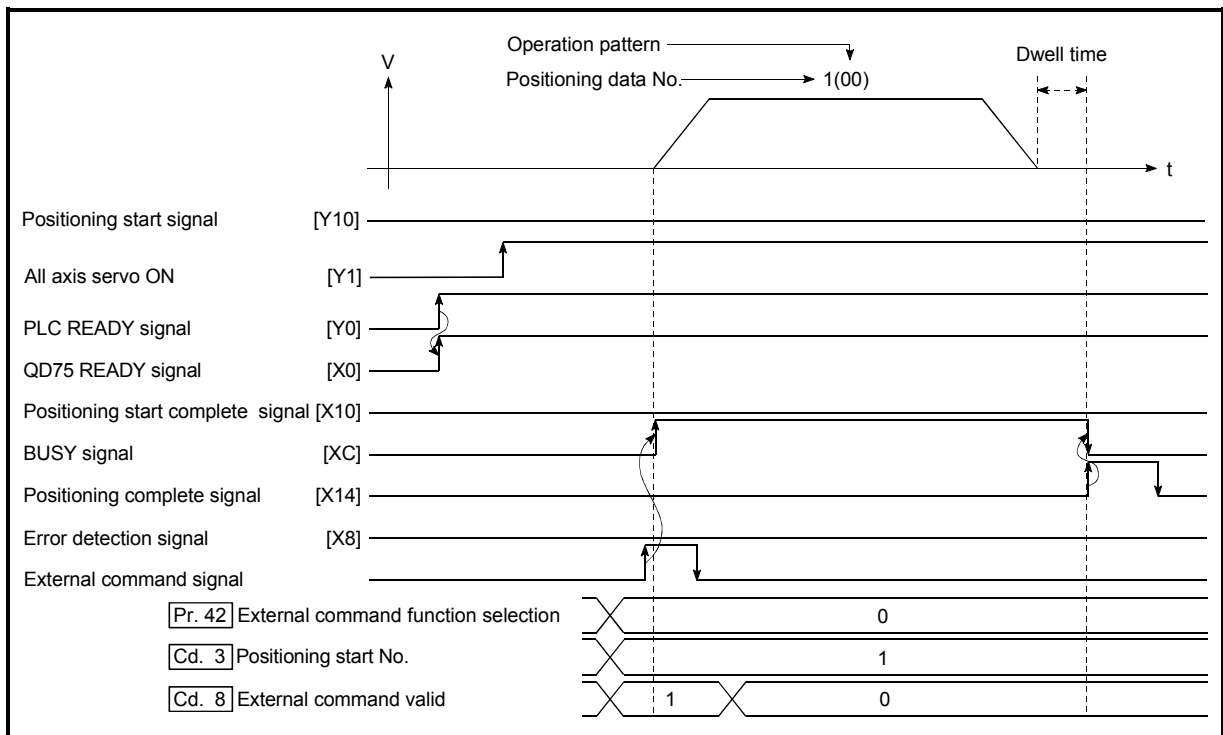 Operation pattern
Dwell time
V
Positioning data No. 1(00)
t
Positioning start signal [Y10]
All axis servo ON [Y1]
PLC READY signal [Y0]
QD75 READY signal [X0]
Positioning start complete signal [X10]
BUSY signal [XC]
Positioning complete signal [X14]
Error detection signal [X8]
External command signal
Pr. 42 External command function selection 0
Cd. 3 Positioning start No. 1
Cd. 8 External command valid 1 0